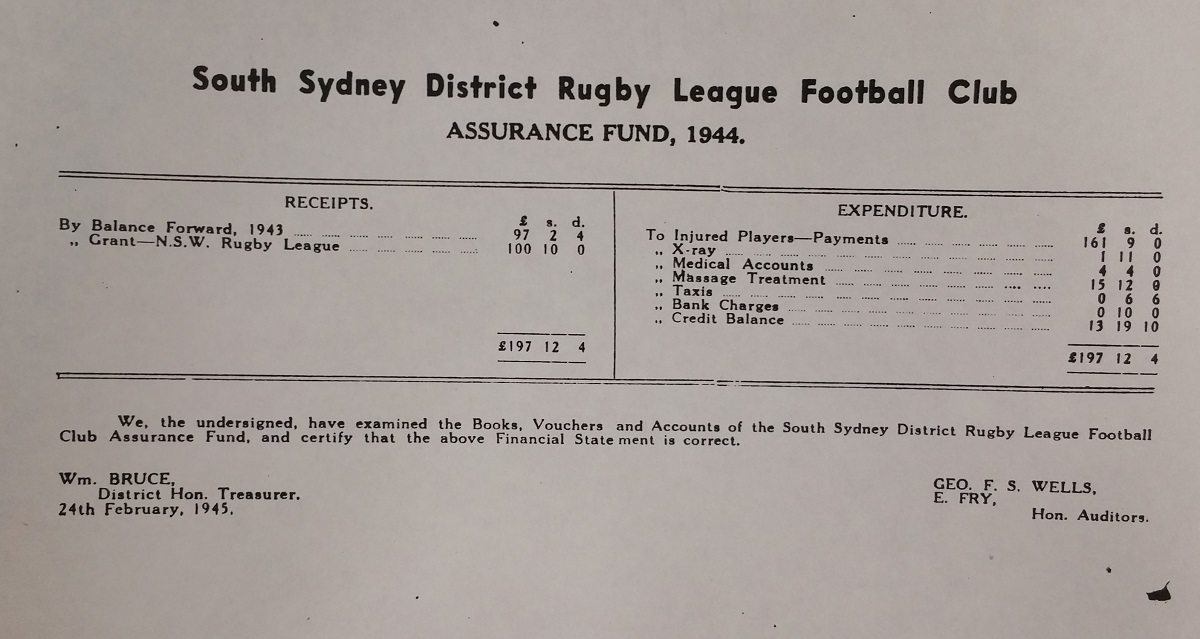 South Sydney District Rugby League Football Club
ASSURANCE FUND, 1944.
RECEIPTS.
£ s. d.
By Balance Forward, 1943 97 2 4
„ Grant—N.S.W. Rugby League 100 10 0
£197 12 4
EXPENDITURE.
£ s. d.
To Injured Players—Payments 161 9 0
„ X-ray 1 11 0
„ Medical Accounts 4 4 0
„ Massage Treatment 15 12 0
„ Taxis 0 6 6
„ Bank Charges 0 10 0
„ Credit Balance 13 19 10
£197 12 4
We, the undersigned, have examined the Books, Vouchers and Accounts of the South Sydney District Rugby League Football
Club Assurance Fund, and certify that the above Financial Statement is correct.
Wm. BRUCE,
District Hon. Treasurer.
24th February, 1945.
GEO. F. S. WELLS,
E. FRY,
Hon. Auditors.